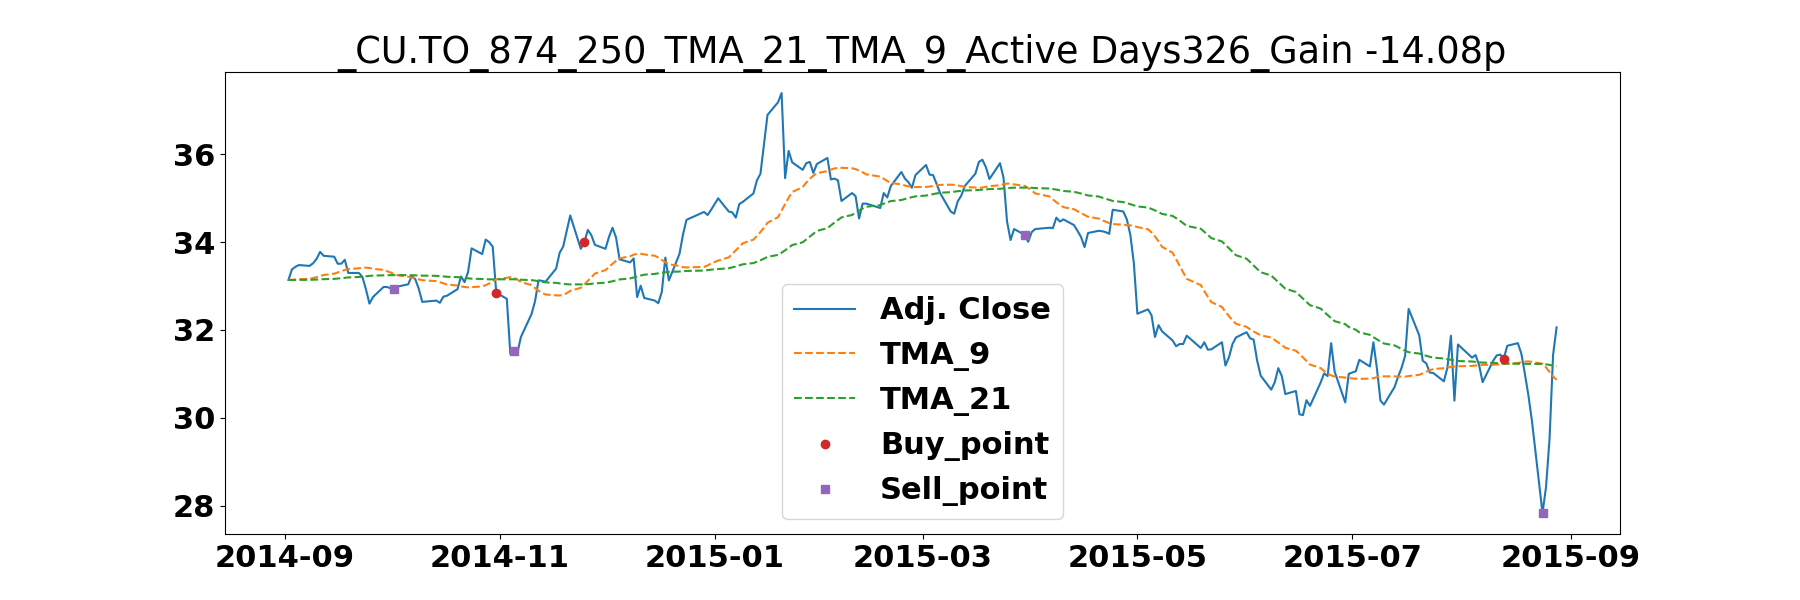 _CU.TO_874_250_TMA_21_TMA_9_Active Days326_Gain -14.08p
36
34
32
30
28
Adj. Close
TMA_9
TMA_21
Buy_point
Sell_point
2014-09 2014-11 2015-01 2015-03 2015-05 2015-07 2015-09